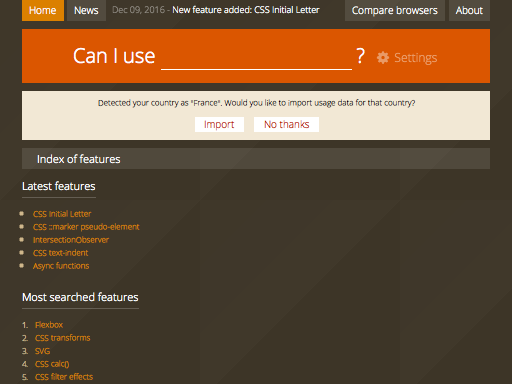 Home News Dec 09, 2016 - New feature added: CSS Initial Letter Compare browsers About
Can I use ? Settings
Detected your country as "France". Would you like to import usage data for that country?
Import No thanks
Index of features
Latest features
CSS Initial Letter
CSS ::marker pseudo-element
IntersectionObserver
CSS text-indent
Async functions
Most searched features
1. Flexbox
2. CSS transforms
3. SVG
4. CSS calc()
5. CSS filter effects